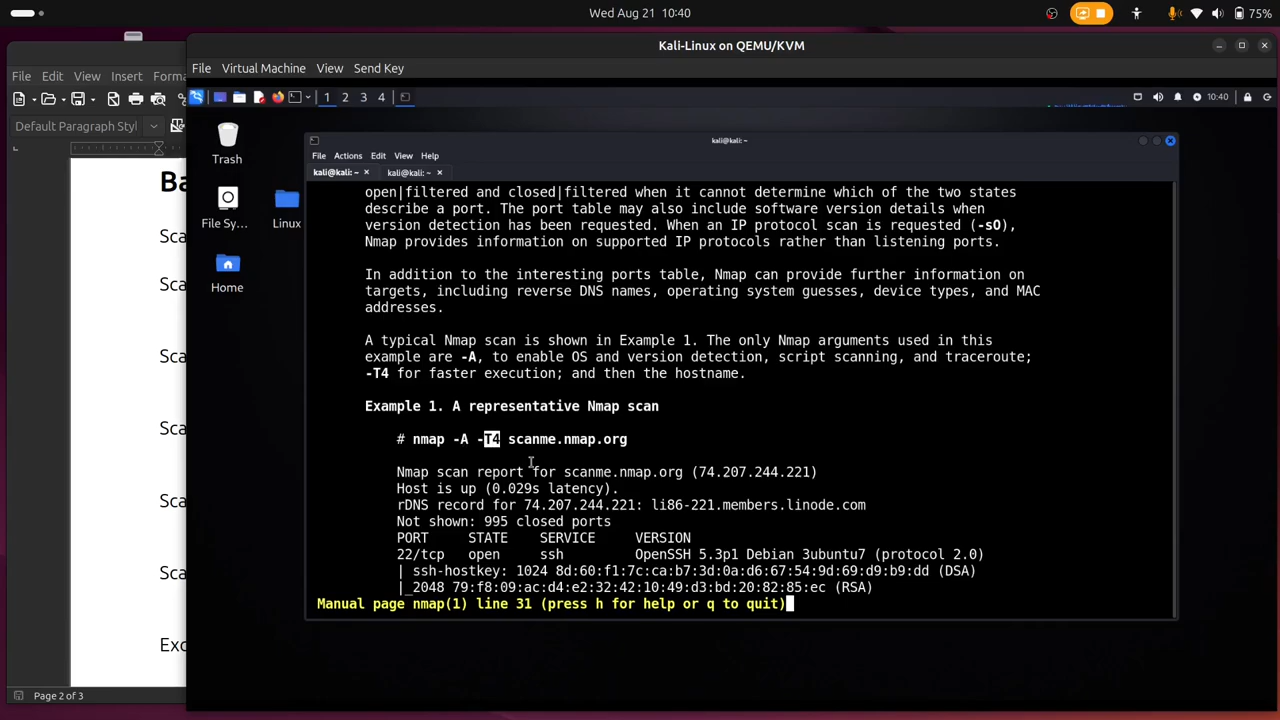 Wed Aug 21 10:40
75%
Kali-Linux on QEMU/KVM
File Virtual Machine View Send Key
File Edit View Insert Forma
1 2 3 4
10:40
Default Paragraph Styl
Trash
File Sy...
Linux
Home
kali@kali: ~
File Actions Edit View Help
kali@kali: ~ × kali@kali: ~ ×
open|filtered and closed|filtered when it cannot determine which of the two states
describe a port. The port table may also include software version details when
version detection has been requested. When an IP protocol scan is requested (-sO),
Nmap provides information on supported IP protocols rather than listening ports.
In addition to the interesting ports table, Nmap can provide further information on
targets, including reverse DNS names, operating system guesses, device types, and MAC
addresses.
A typical Nmap scan is shown in Example 1. The only Nmap arguments used in this
example are -A, to enable OS and version detection, script scanning, and traceroute;
-T4 for faster execution; and then the hostname.
Example 1. A representative Nmap scan
# nmap -A -T4 scanme.nmap.org
Nmap scan report for scanme.nmap.org (74.207.244.221)
Host is up (0.029s latency).
rDNS record for 74.207.244.221: li86-221.members.linode.com
Not shown: 995 closed ports
PORT STATE SERVICE VERSION
22/tcp open ssh OpenSSH 5.3p1 Debian 3ubuntu7 (protocol 2.0)
| ssh-hostkey: 1024 8d:60:f1:7c:ca:b7:3d:0a:d6:67:54:9d:69:d9:b9:dd (DSA)
|_2048 79:f8:09:ac:d4:e2:32:42:10:49:d3:bd:20:82:85:ec (RSA)
Manual page nmap(1) line 31 (press h for help or q to quit)
Ba
Sca
Sca
Sca
Sca
Sca
Exc
Page 2 of 3